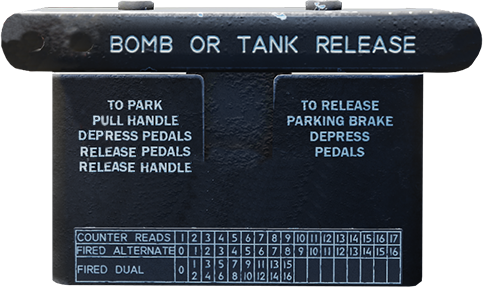 BOMB OR TANK RELEASE
TO PARK
PULL HANDLE
DEPRESS PEDALS
RELEASE PEDALS
RELEASE HANDLE
TO RELEASE
PARKING BRAKE
DEPRESS
PEDALS
COUNTER READS 1 2 3 4 5 6 7 8 9 10 11 12 13 14 15 16 17
FIRED ALTERNATE 0 1 2 3 4 5 6 7 8 9 10 11 12 13 14 15 16
FIRED DUAL 0 1 3 5 7 9 11 13 15
2 4 6 8 10 12 14 16